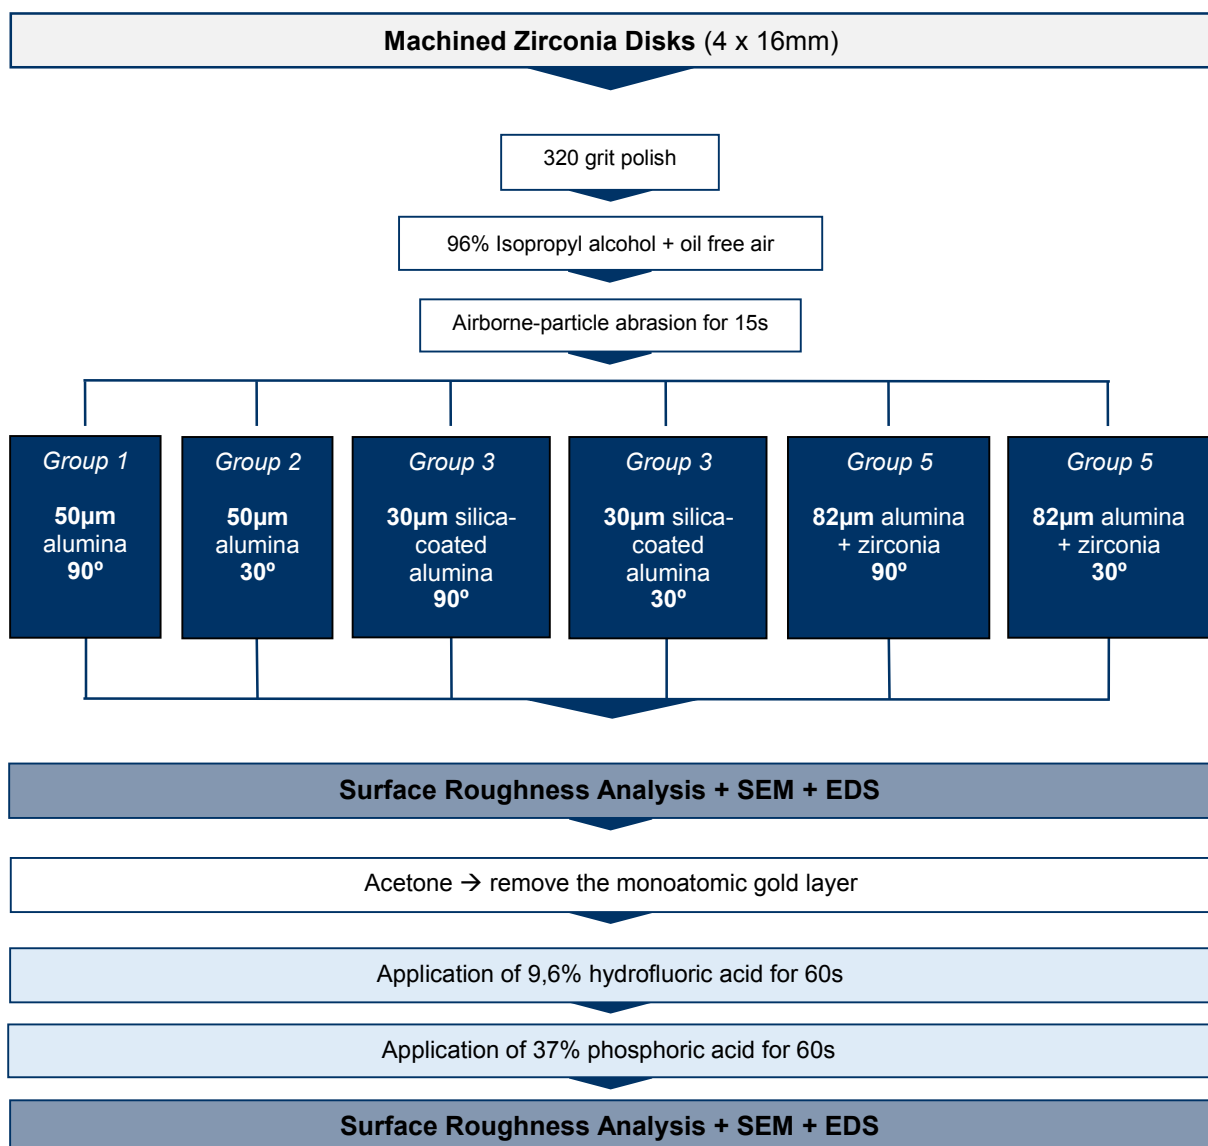 Machined Zirconia Disks (4 x 16mm)
320 grit polish
96% Isopropyl alcohol + oil free air
Airborne-particle abrasion for 15s
Group 1
50µm
alumina
90º
Group 2
50µm
alumina
30º
Group 3
30µm silica-
coated
alumina
90º
Group 3
30µm silica-
coated
alumina
30º
Group 5
82µm alumina
+ zirconia
90º
Group 5
82µm alumina
+ zirconia
30º
Surface Roughness Analysis + SEM + EDS
Acetone → remove the monoatomic gold layer
Application of 9,6% hydrofluoric acid for 60s
Application of 37% phosphoric acid for 60s
Surface Roughness Analysis + SEM + EDS